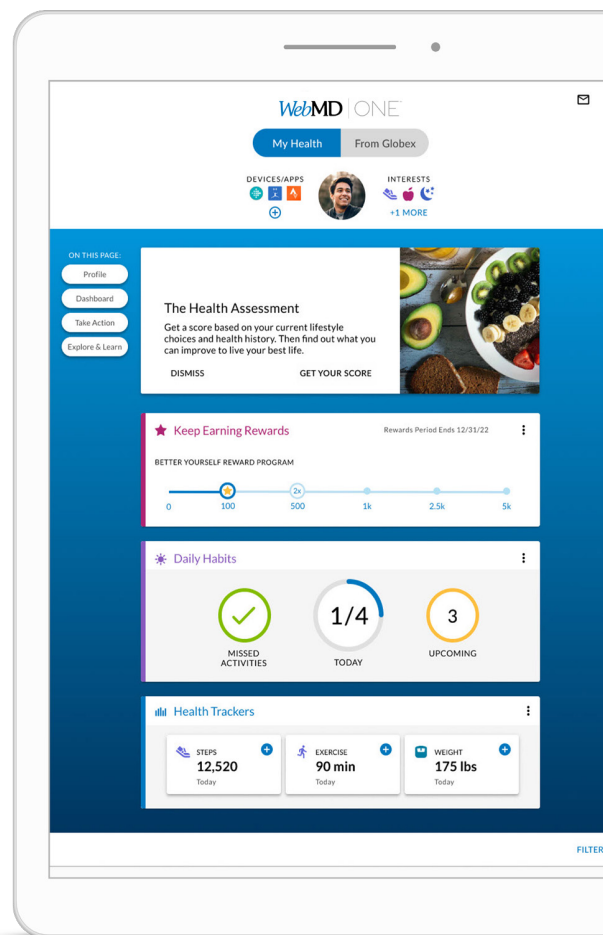 WebMD ONE
My Health
From Globex
DEVICES/APPS
INTERESTS
+1 MORE
ON THIS PAGE:
Profile
Dashboard
Take Action
Explore & Learn
The Health Assessment
Get a score based on your current lifestyle
choices and health history. Then find out what you
can improve to live your best life.
DISMISS
GET YOUR SCORE
Keep Earning Rewards
Rewards Period Ends 12/31/22
BETTER YOURSELF REWARD PROGRAM
2x
0
100
500
1k
2.5k
5k
Daily Habits
1/4
3
MISSED
ACTIVITIES
TODAY
UPCOMING
Health Trackers
STEPS
12,520
Today
EXERCISE
90 min
Today
WEIGHT
175 lbs
Today
FILTER